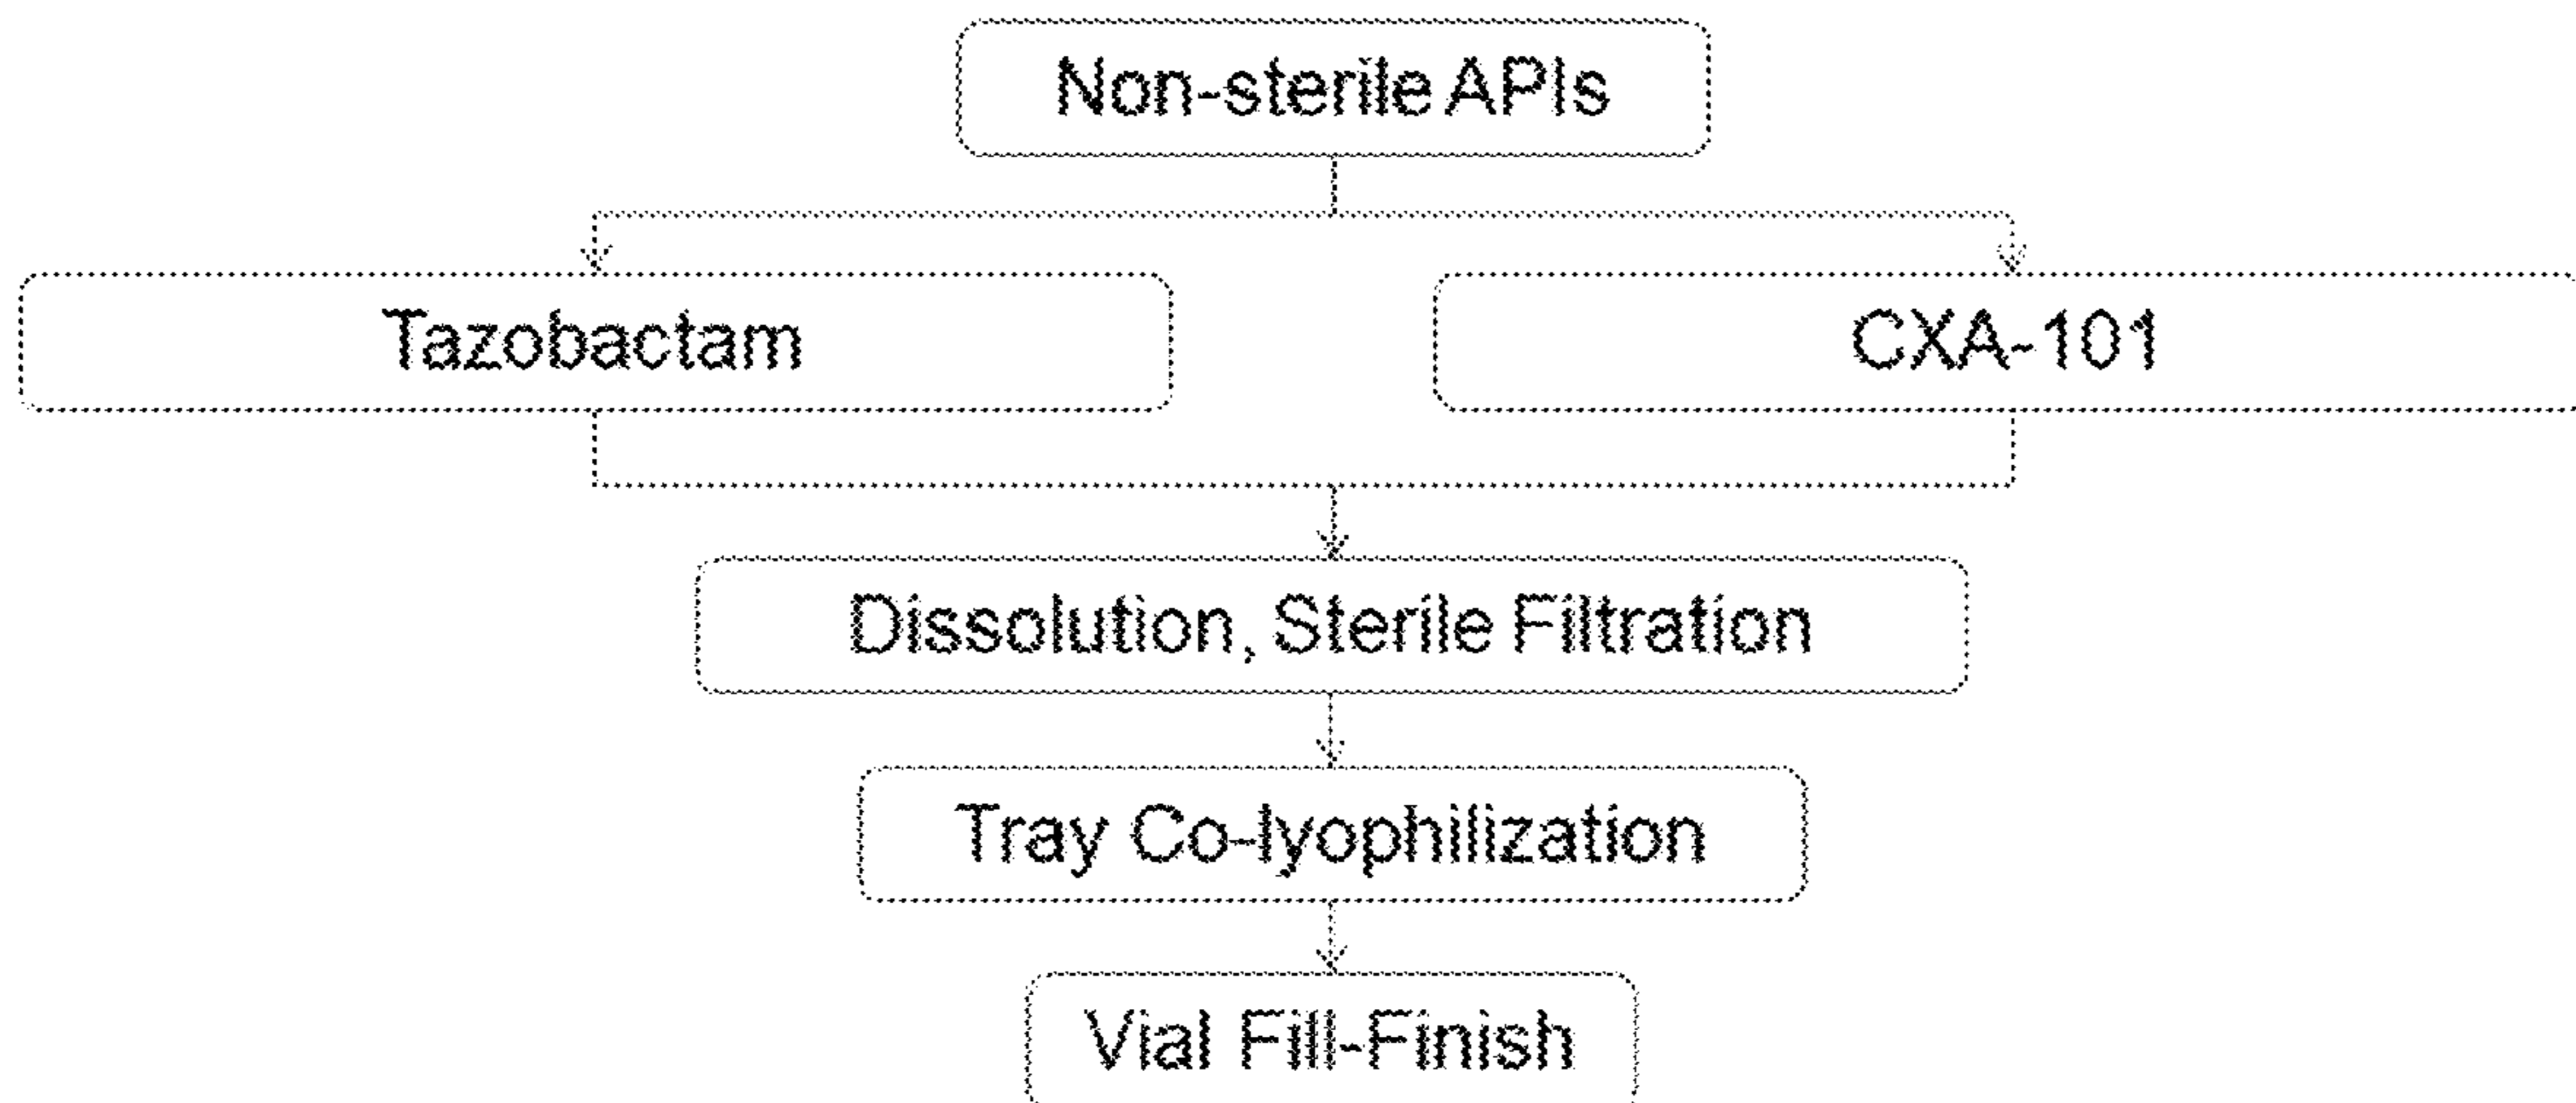 Non-sterile APIs
Tazobactam
CXA-101
Dissolution, Sterile Filtration
Tray Co-lyophilization
Vial Fill-Finish